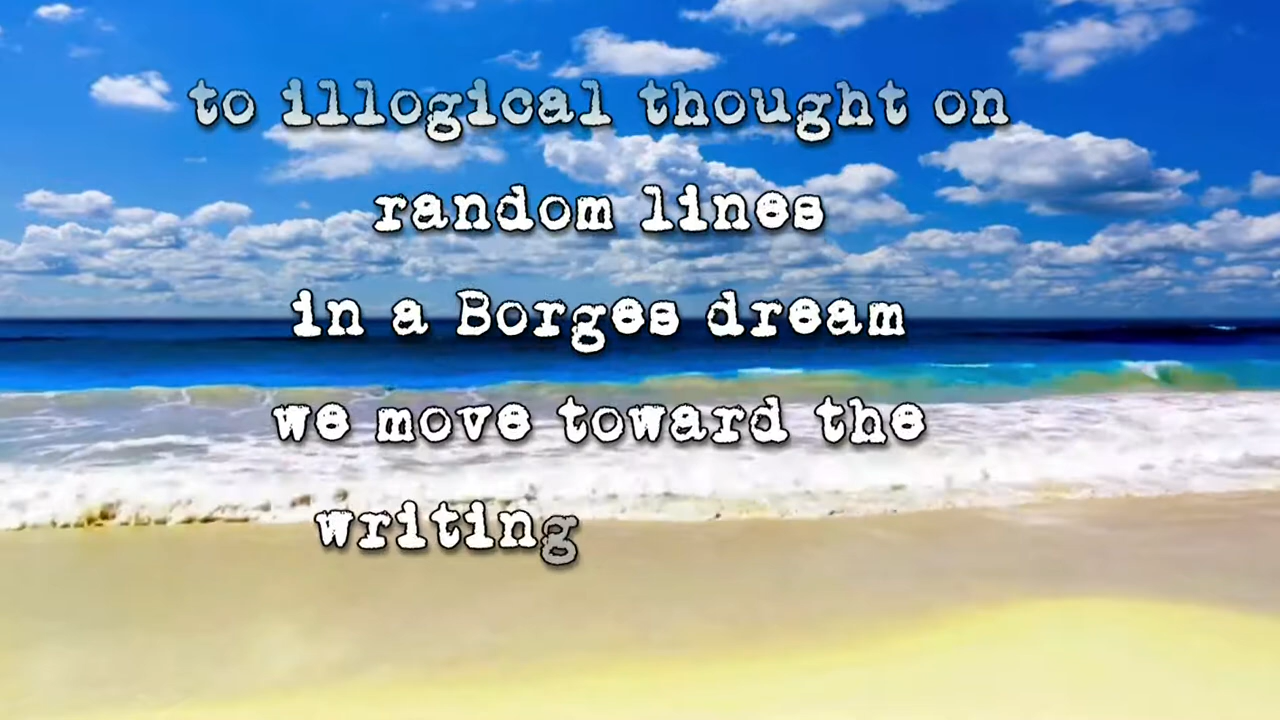 to illogical thought on
random lines
in a Borges dream
we move toward the
writing